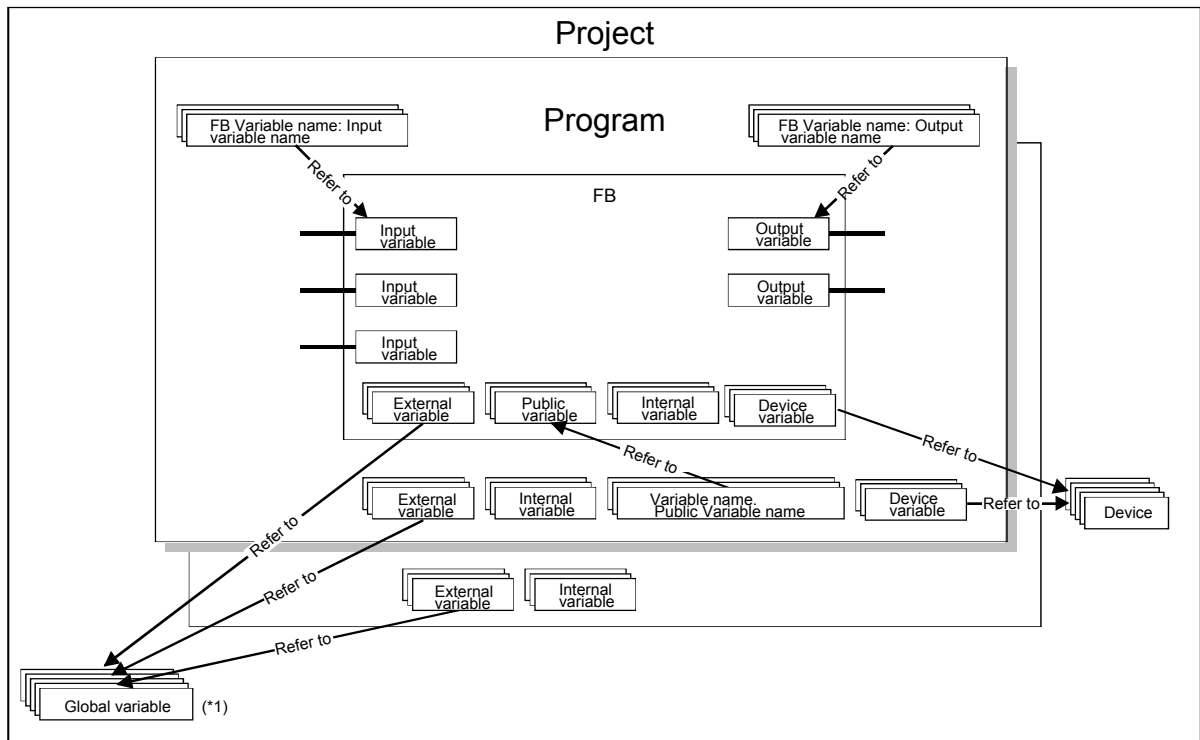 Project
Program
FB Variable name: Input
variable name
FB Variable name: Output
variable name
Refer to
Refer to
FB
Input
variable
Output
variable
Input
variable
Output
variable
Input
variable
External
variable
Public
variable
Internal
variable
Device
variable
Refer to
Refer to
External
variable
Internal
variable
Variable name.
Public Variable name
Device
variable
Refer to
Device
Refer to
Refer to
External
variable
Internal
variable
Refer to
Global variable
(*1)